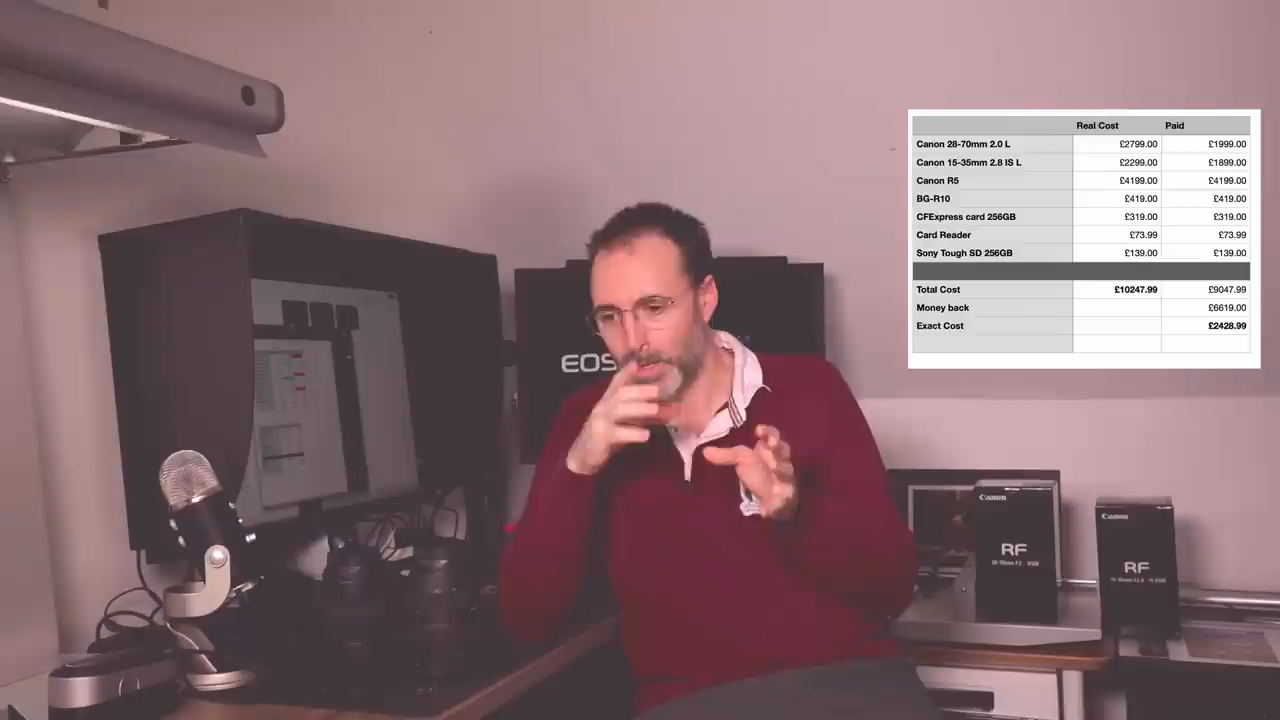 Real Cost Paid
Canon 28-70mm 2.0 L £2799.00 £1999.00
Canon 15-35mm 2.8 IS L £2299.00 £1899.00
Canon R5 £4199.00 £4199.00
BG-R10 £419.00 £419.00
CFExpress card 256GB £319.00 £319.00
Card Reader £73.99 £73.99
Sony Tough SD 256GB £139.00 £139.00
Total Cost £10247.99 £9047.99
Money back £6619.00
Exact Cost £2428.99
EOS
Canon
RF
Canon
RF